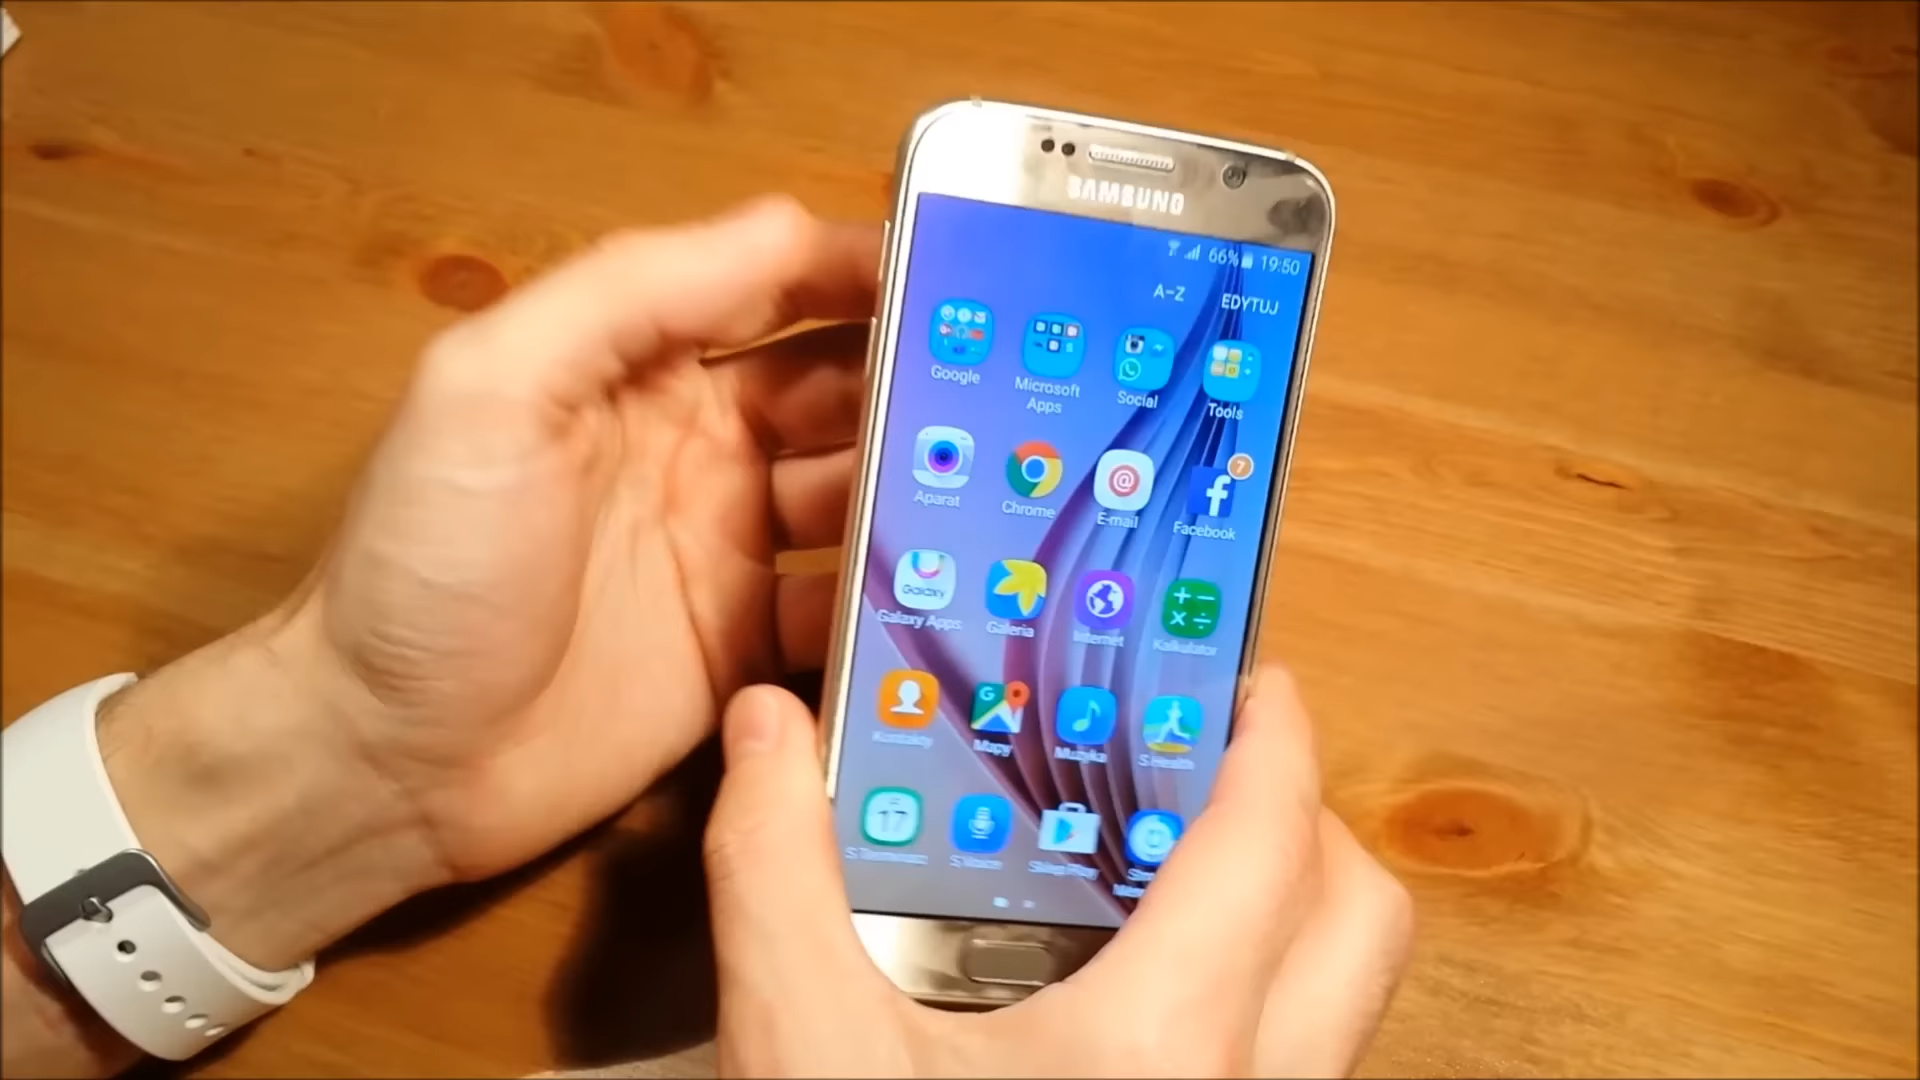 SAMSUNG
66% 19:50
A-Z EDYTUJ
Google Microsoft Apps Social Tools
7
Aparat Chrome E-mail Facebook
Galaxy
Galaxy Apps Galeria Internet Kalkulator
G
Kontakty Mapy Muzyka S Health
17
S Terminarz S Voice Sklep Play